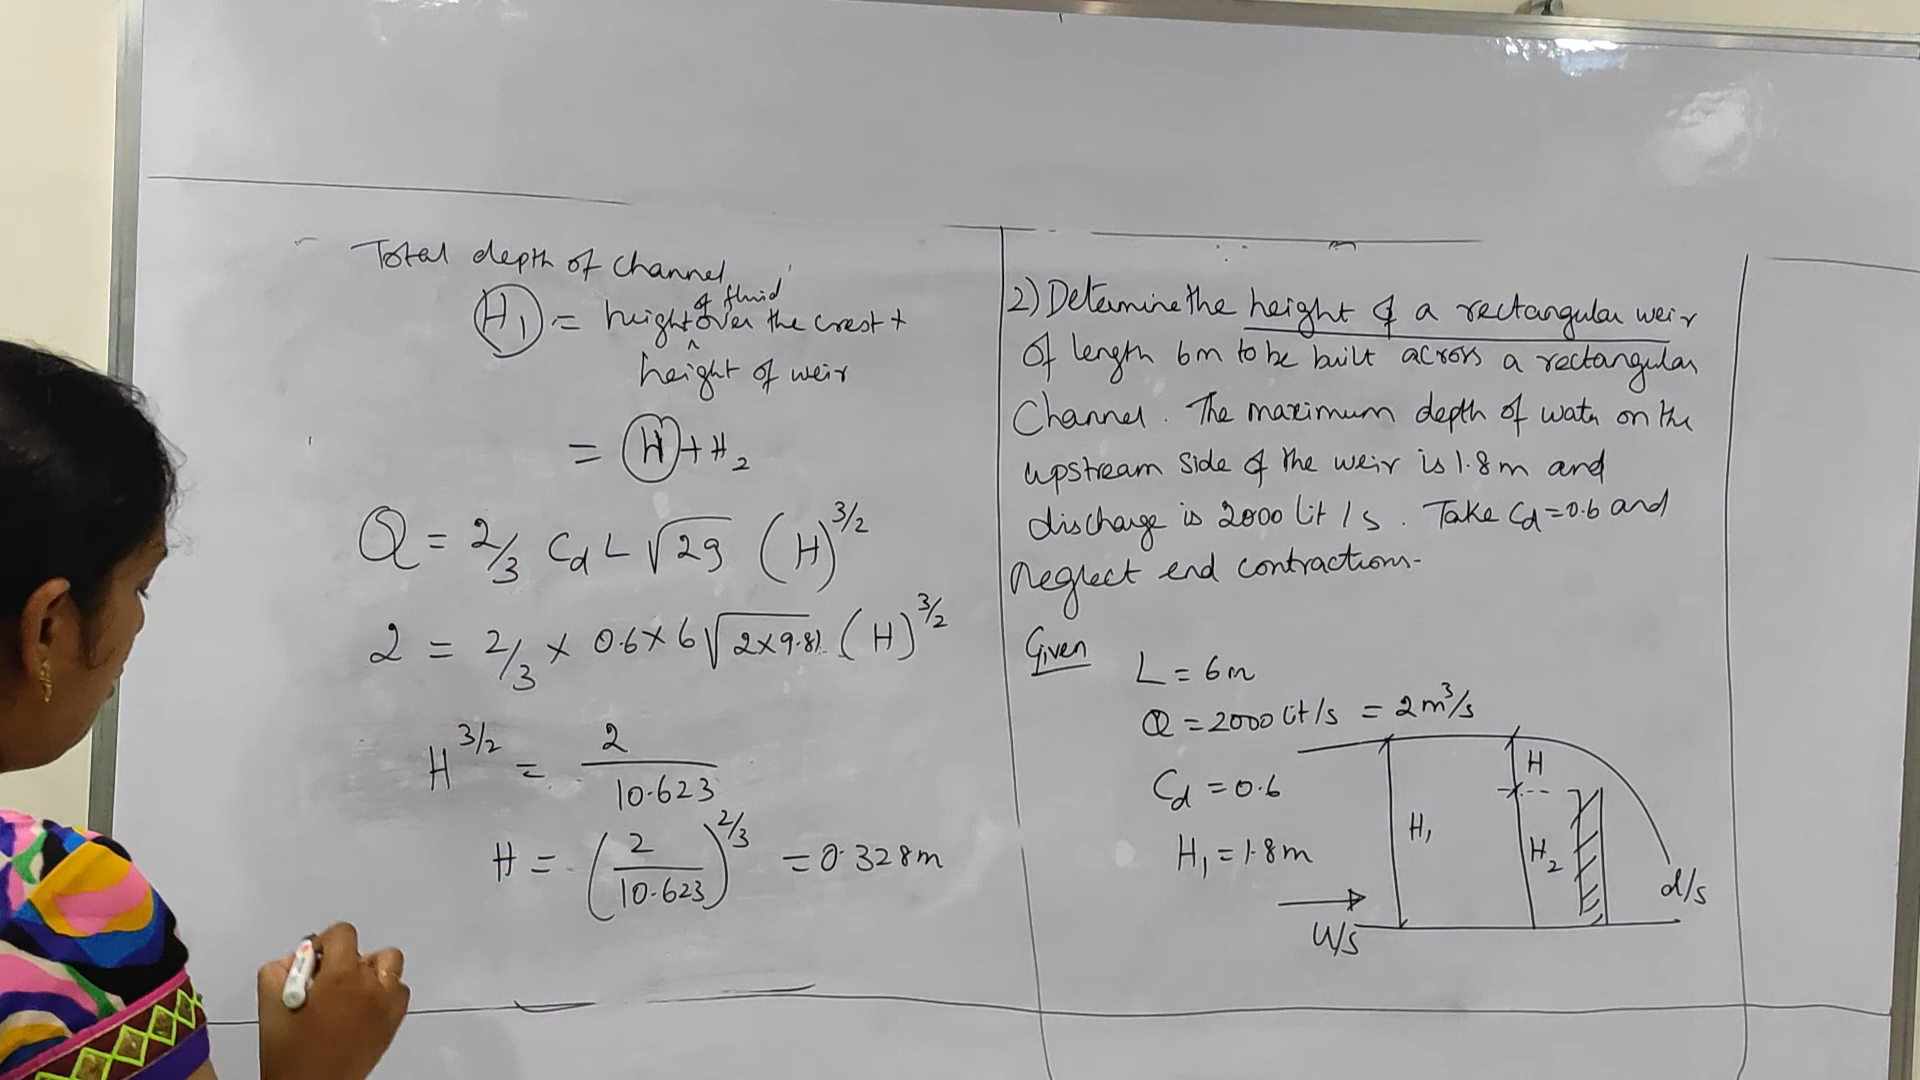 Total depth of channel
of fluid
H₁ = height over the crest +
height of weir
= H + H₂
Q = 2/3 Cd L √2g (H)^3/2
2 = 2/3 × 0.6 × 6 √2×9.81 (H)^3/2
H^3/2 = 2/10.623
H = (2/10.623)^2/3 = 0.328m
2) Determine the height of a rectangular weir
of length 6m to be built across a rectangular
Channel. The maximum depth of water on the
upstream side of the weir is 1.8m and
discharge is 2000 lit/s. Take Cd = 0.6 and
neglect end contractions.
Given
L = 6m
Q = 2000 lit/s = 2m³/s
Cd = 0.6
H₁ = 1.8m
H
H₁
H₂
U/s
d/s